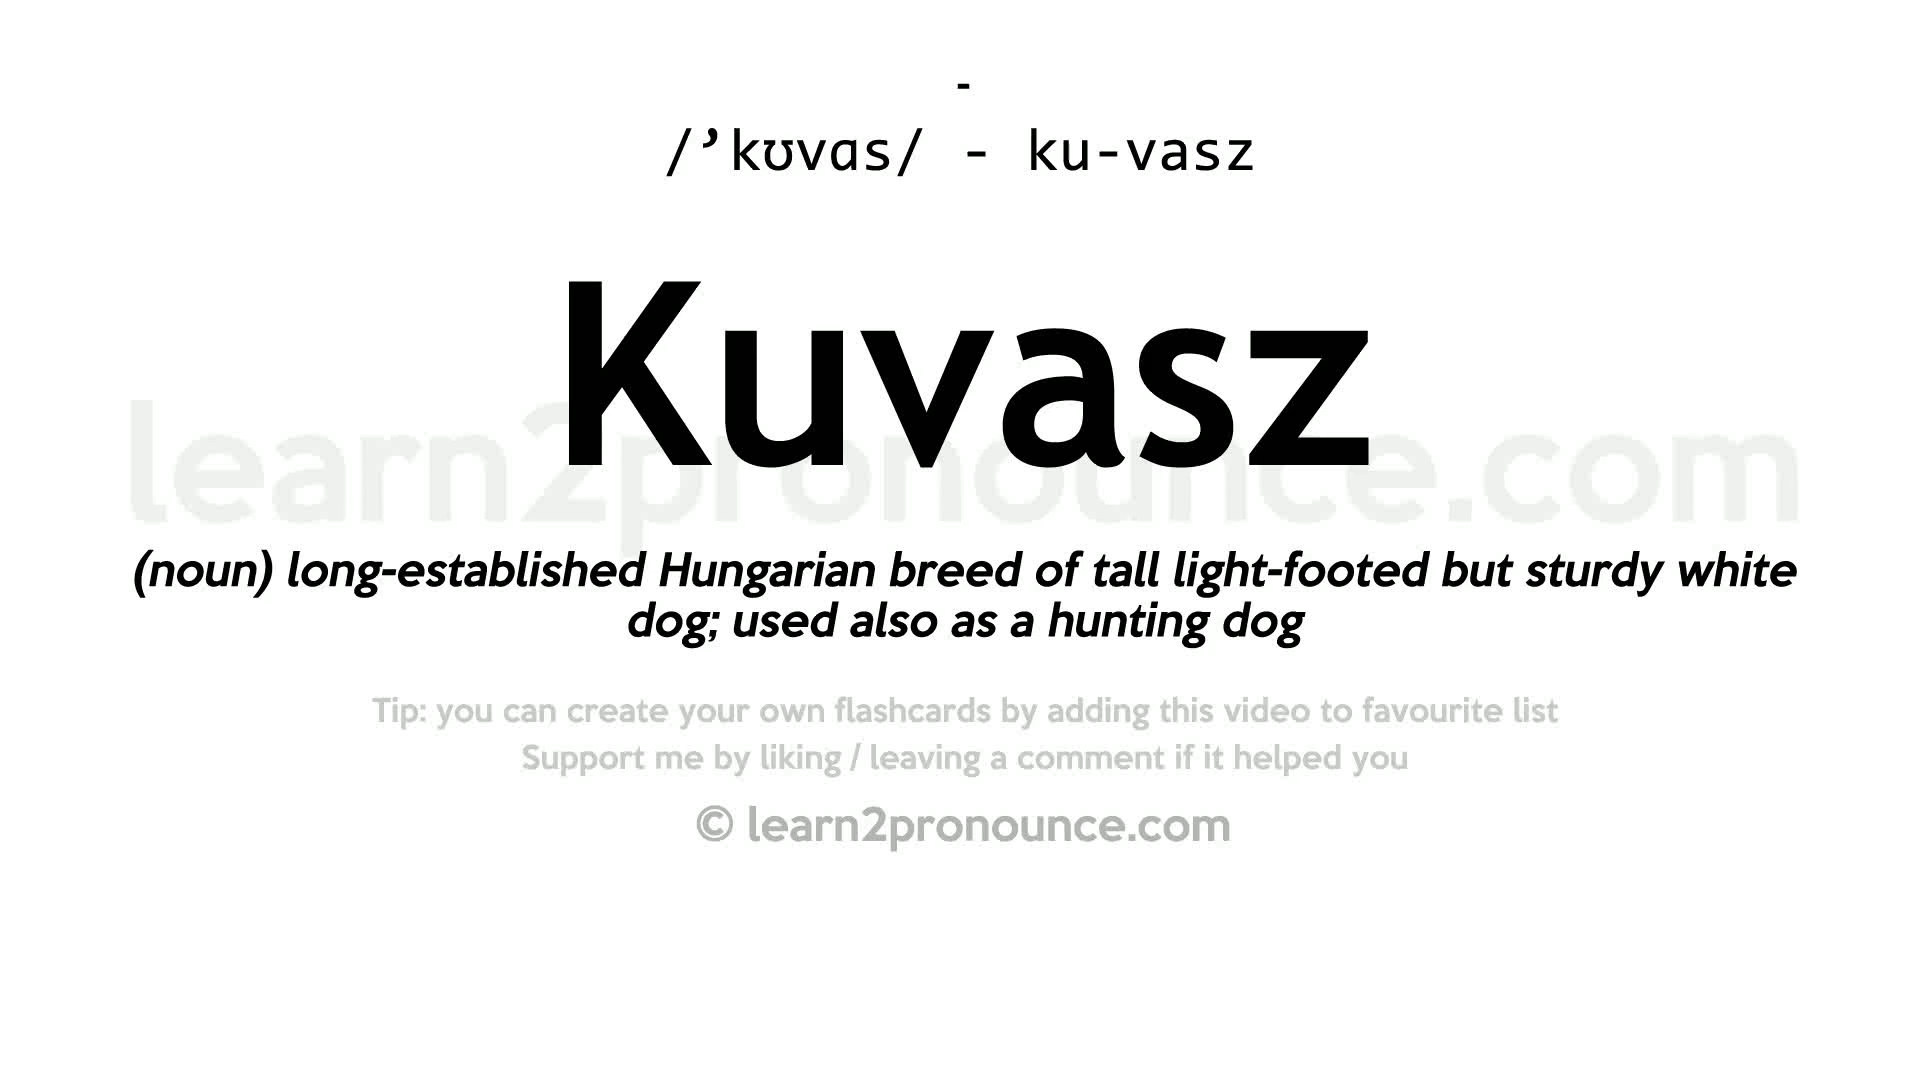 -
/’kʊvɑs/ - ku-vasz
Kuvasz
learn2pronounce.com
(noun) long-established Hungarian breed of tall light-footed but sturdy white
dog; used also as a hunting dog
Tip: you can create your own flashcards by adding this video to favourite list
Support me by liking / leaving a comment if it helped you
© learn2pronounce.com